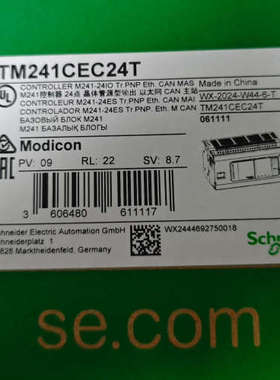 TM241CEC24T
CONTROLLER M241-24IO Tr.PNP Eth. CAN MAS
M241控制器 24点 晶体管源型输出 以太网 CAN 主站
CONTROLEUR M241-24ES Tr.PNP Eth. CAN M
CONTROLADOR M241-24ES Tr.PNP Eth. M CAN
БАЗОВЫЙ БЛОК M241
M241 БАЗАЛЫҚ БЛОГЫ
Made in China
WX-2024-W44-6-T
TM241CEC24T
061111
Modicon
EAC
PV: 09 RL: 22 SV: 8.7
3 606480 611117
Schneider Electric Automation GmbH
Schneiderplatz 1
97828 Marktheidenfeld, Germany
WX2444692750018
Schn
se.com